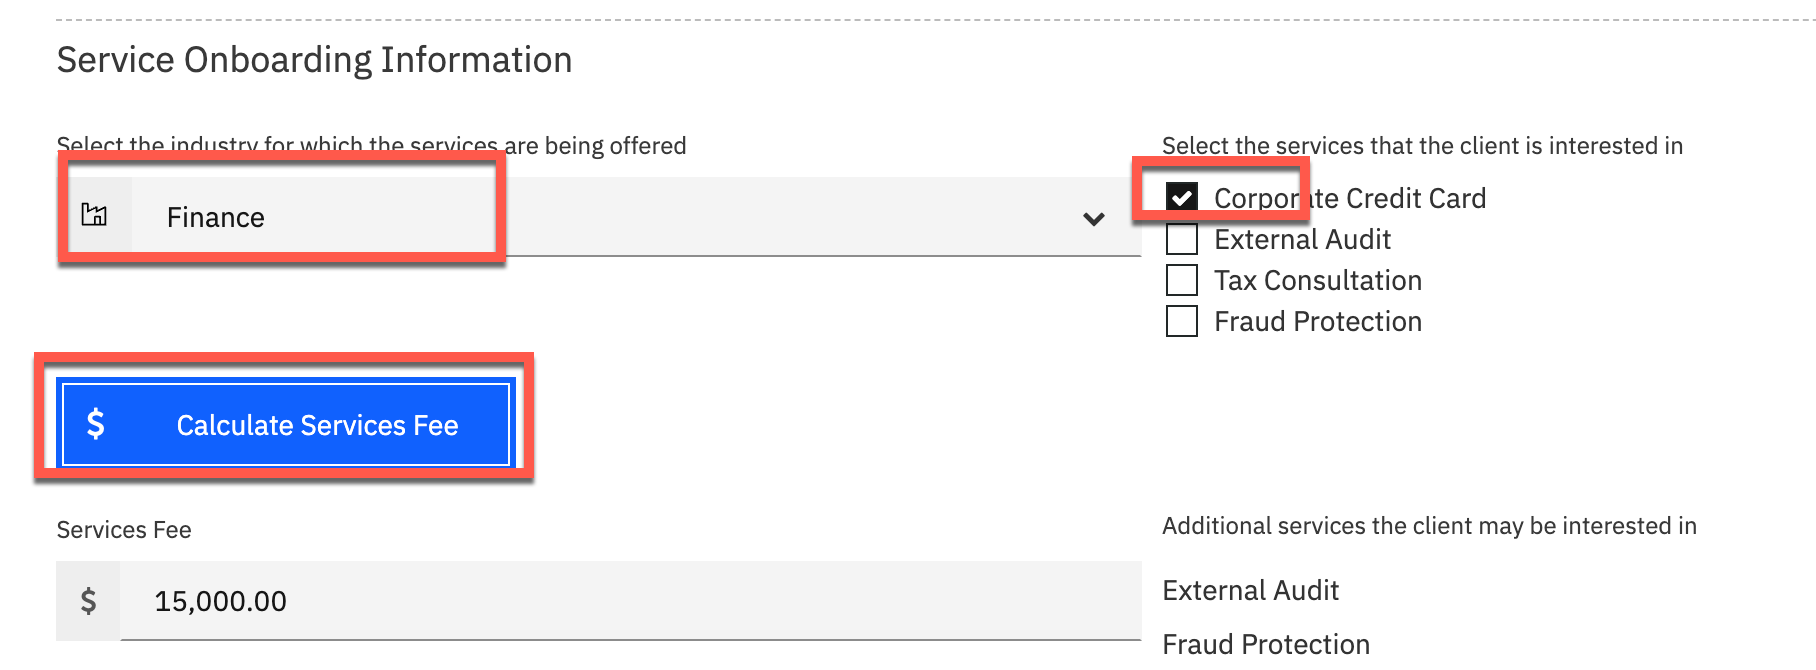 Service Onboarding Information
Select the industry for which the services are being offered
Finance
Select the services that the client is interested in
Corporate Credit Card
External Audit
Tax Consultation
Fraud Protection
$ Calculate Services Fee
Services Fee
$ 15,000.00
Additional services the client may be interested in
External Audit
Fraud Protection